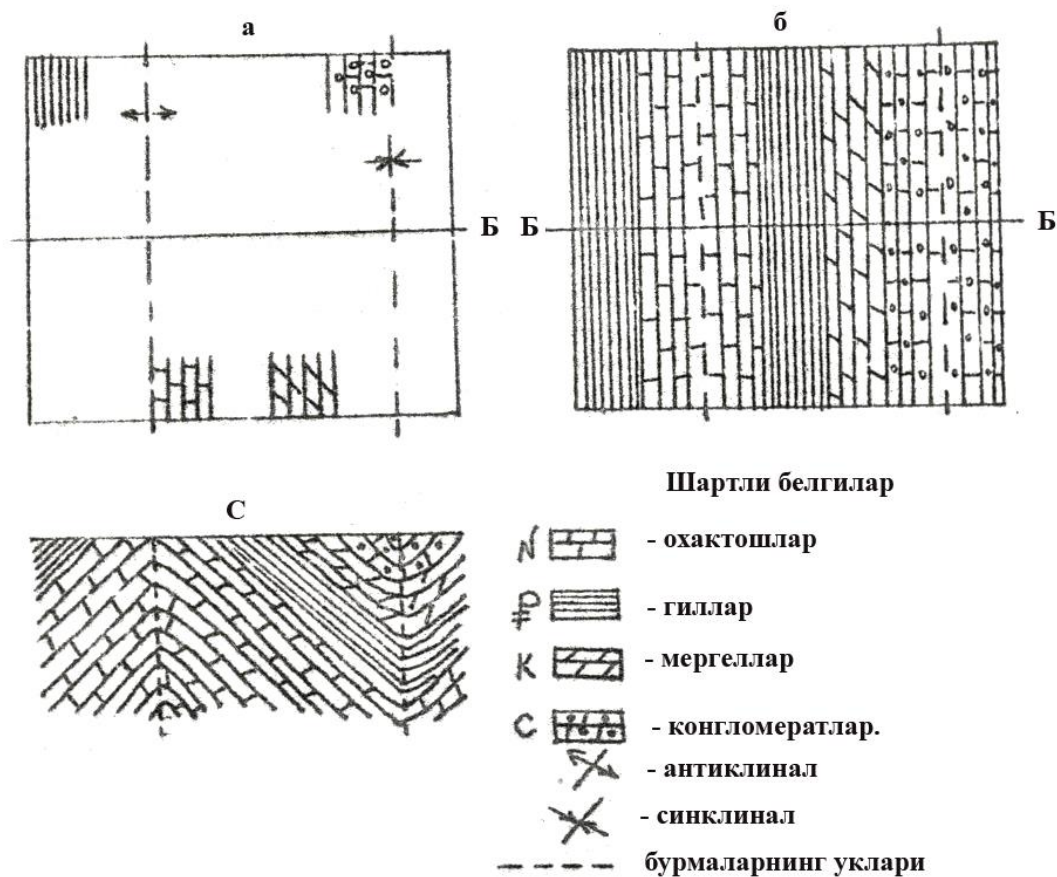 а
б
Б Б Б
С
Шартли белгилар
N - охактошлар
₽ - гиллар
K - мергеллар
C - конгломератлар.
- антиклинал
- синклинал
бурмаларнинг уклари